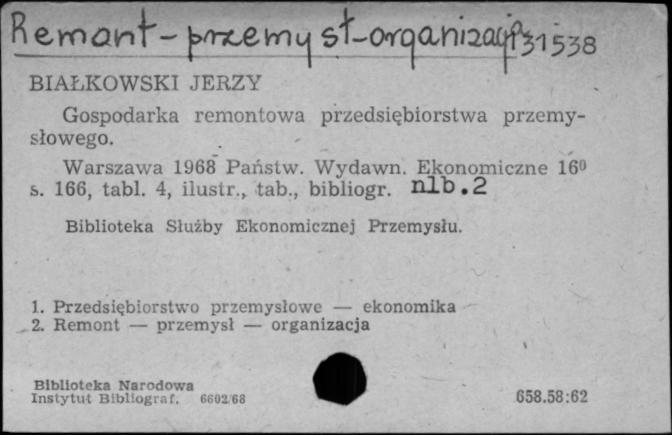 Remont - przemysł - organizacja P31538
BIAŁKOWSKI JERZY
Gospodarka remontowa przedsiębiorstwa przemy-
słowego.
Warszawa 1968 Państw. Wydawn. Ekonomiczne 16⁰
s. 166, tabl. 4, ilustr., tab., bibliogr. nlb.2
Biblioteka Służby Ekonomicznej Przemysłu.
1. Przedsiębiorstwo przemysłowe — ekonomika
2. Remont — przemysł — organizacja
Biblioteka Narodowa
Instytut Bibliograf. 6602/68 658.58:62